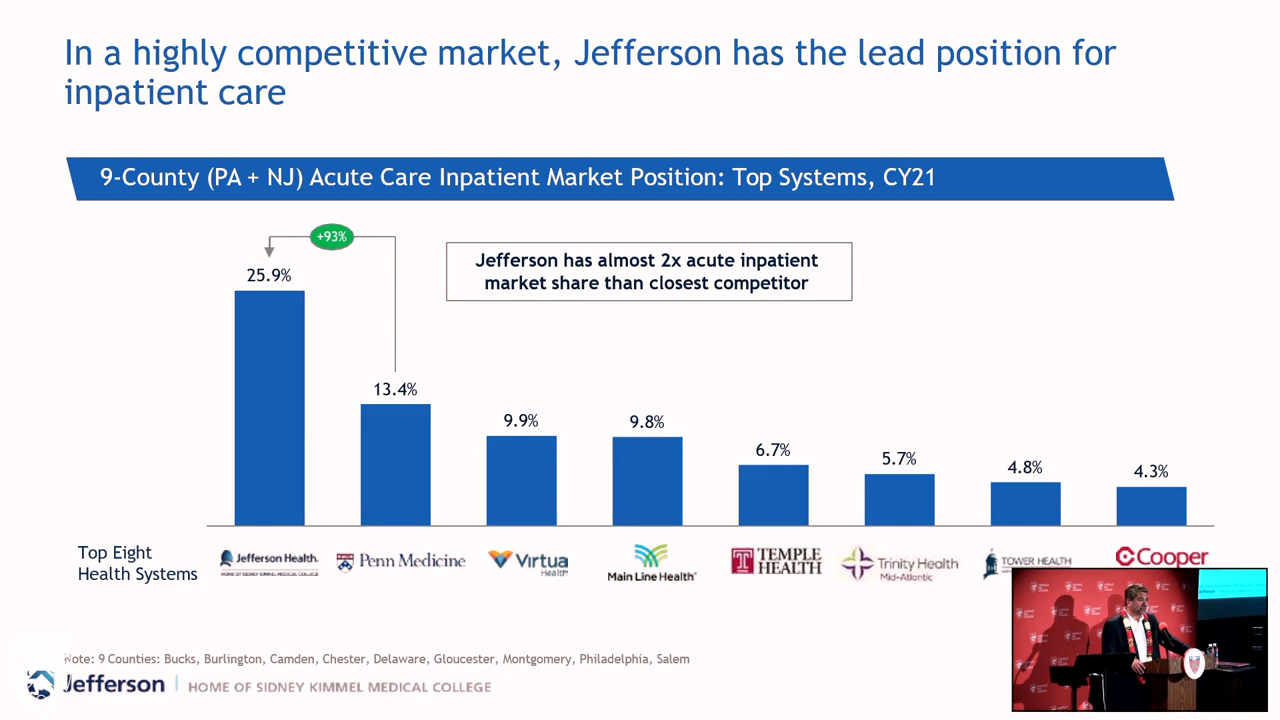 In a highly competitive market, Jefferson has the lead position for
inpatient care
9-County (PA + NJ) Acute Care Inpatient Market Position: Top Systems, CY21
+93%
Jefferson has almost 2x acute inpatient
market share than closest competitor
25.9%
13.4%
9.9%
9.8%
6.7%
5.7%
4.8%
4.3%
Top Eight
Health Systems
Jefferson Health.
HOME OF SIDNEY KIMMEL MEDICAL COLLEGE
Penn Medicine
Virtua
Health
Main Line Health
TEMPLE
HEALTH
Trinity Health
Mid-Atlantic
TOWER HEALTH
Cooper
Note: 9 Counties: Bucks, Burlington, Camden, Chester, Delaware, Gloucester, Montgomery, Philadelphia, Salem
Jefferson
HOME OF SIDNEY KIMMEL MEDICAL COLLEGE